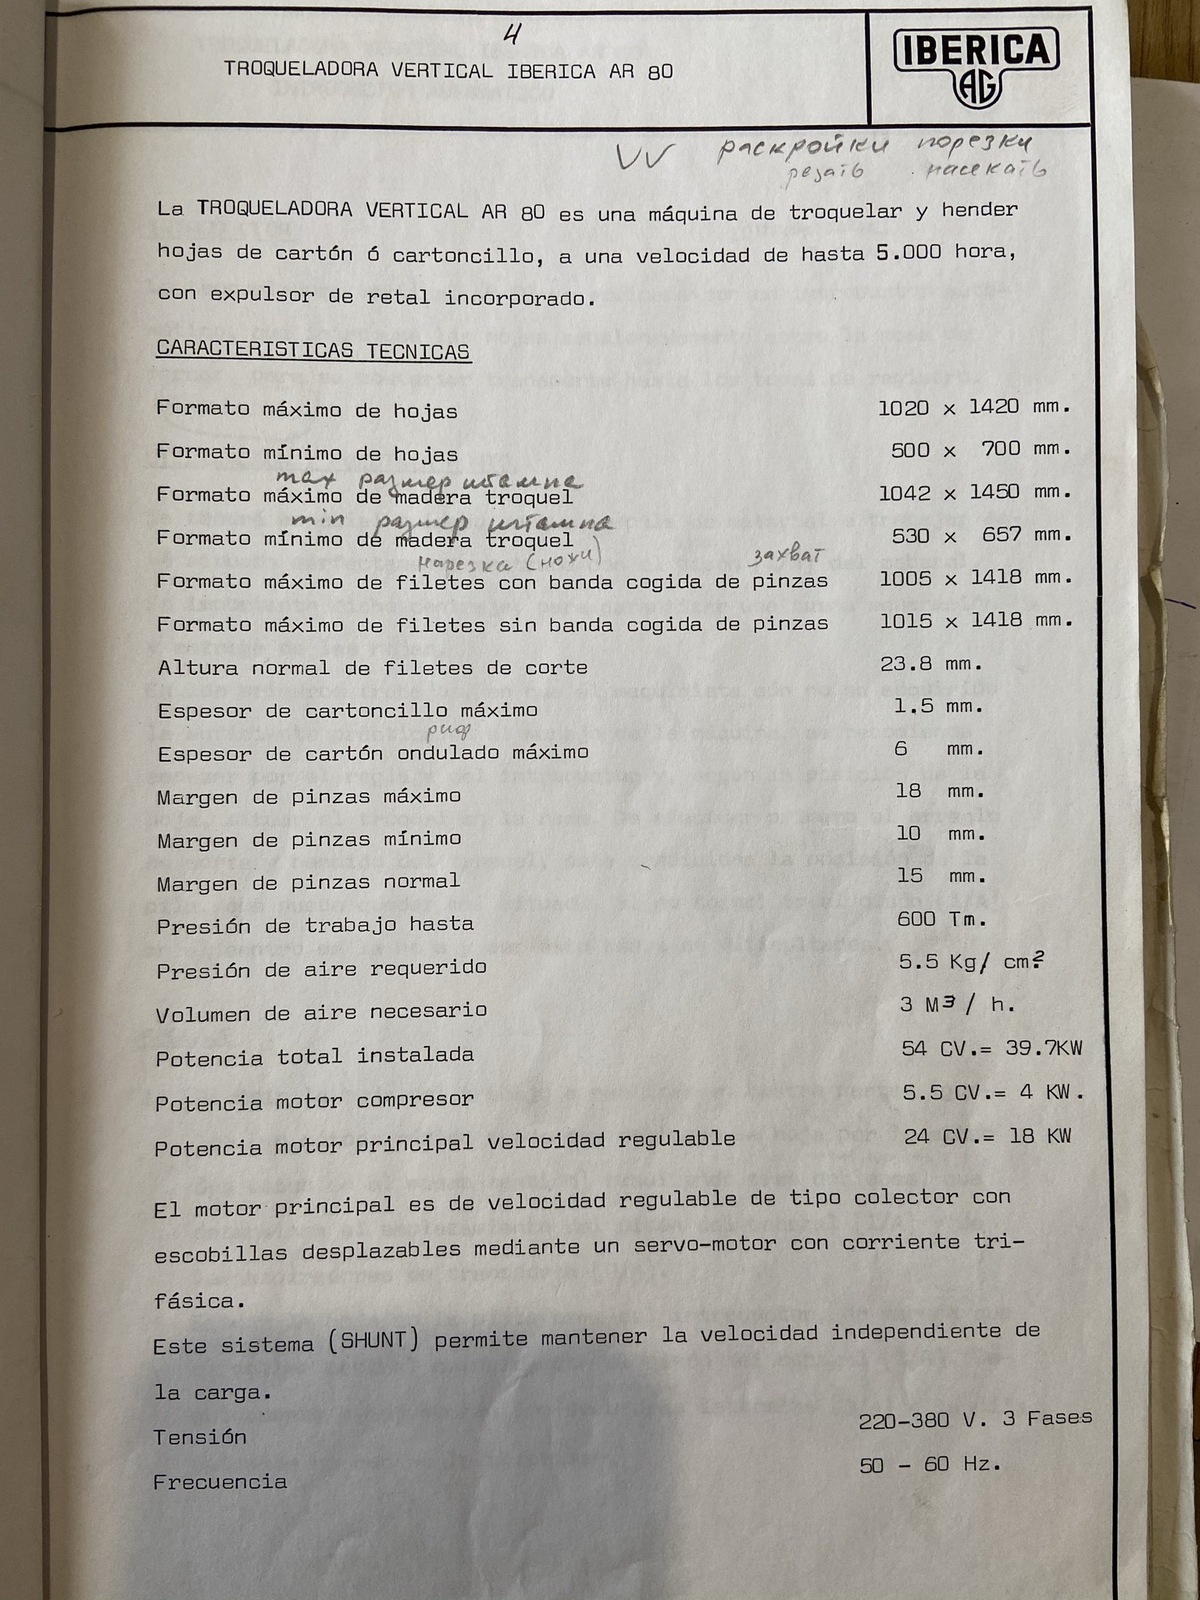 4
TROQUELADORA VERTICAL IBERICA AR 80
IBERICA
AG
VV раскройки порезки
резать насекать
La TROQUELADORA VERTICAL AR 80 es una máquina de troquelar y hender
hojas de cartón ó cartoncillo, a una velocidad de hasta 5.000 hora,
con expulsor de retal incorporado.
CARACTERISTICAS TECNICAS
Formato máximo de hojas 1020 x 1420 mm.
Formato mínimo de hojas 500 x 700 mm.
max размер штампа
Formato máximo de madera troquel 1042 x 1450 mm.
min размер штампа
Formato mínimo de madera troquel 530 x 657 mm.
нарезка (ножи) захват
Formato máximo de filetes con banda cogida de pinzas 1005 x 1418 mm.
Formato máximo de filetes sin banda cogida de pinzas 1015 x 1418 mm.
Altura normal de filetes de corte 23.8 mm.
Espesor de cartoncillo máximo 1.5 mm.
риф
Espesor de cartón ondulado máximo 6 mm.
Margen de pinzas máximo 18 mm.
Margen de pinzas mínimo 10 mm.
Margen de pinzas normal 15 mm.
Presión de trabajo hasta 600 Tm.
Presión de aire requerido 5.5 Kg/ cm²
Volumen de aire necesario 3 M³ / h.
Potencia total instalada 54 CV.= 39.7KW
Potencia motor compresor 5.5 CV.= 4 KW.
Potencia motor principal velocidad regulable 24 CV.= 18 KW
El motor principal es de velocidad regulable de tipo colector con
escobillas desplazables mediante un servo-motor con corriente tri-
fásica.
Este sistema (SHUNT) permite mantener la velocidad independiente de
la carga.
Tensión 220-380 V. 3 Fases
Frecuencia 50 - 60 Hz.